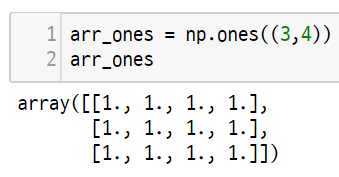 1 arr_ones = np.ones((3,4))
2 arr_ones
array([[1., 1., 1., 1.],
       [1., 1., 1., 1.],
       [1., 1., 1., 1.]])